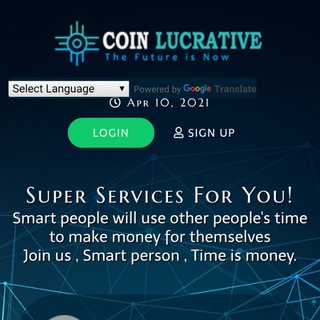 COIN LUCRATIVE
The Future is Now
Select Language
Powered by Google Translate
Apr 10, 2021
LOGIN
SIGN UP
Super Services For You!
Smart people will use other people's time
to make money for themselves
Join us , Smart person , Time is money.